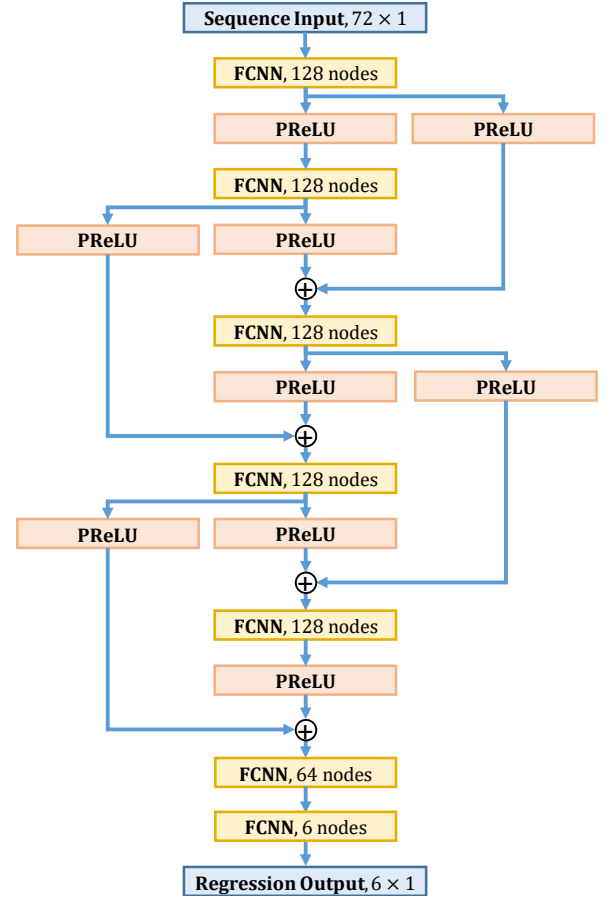 Sequence Input, 72 × 1
FCNN, 128 nodes
PReLU
PReLU
FCNN, 128 nodes
PReLU
PReLU
FCNN, 128 nodes
PReLU
PReLU
FCNN, 128 nodes
PReLU
PReLU
FCNN, 128 nodes
PReLU
FCNN, 64 nodes
FCNN, 6 nodes
Regression Output, 6 × 1